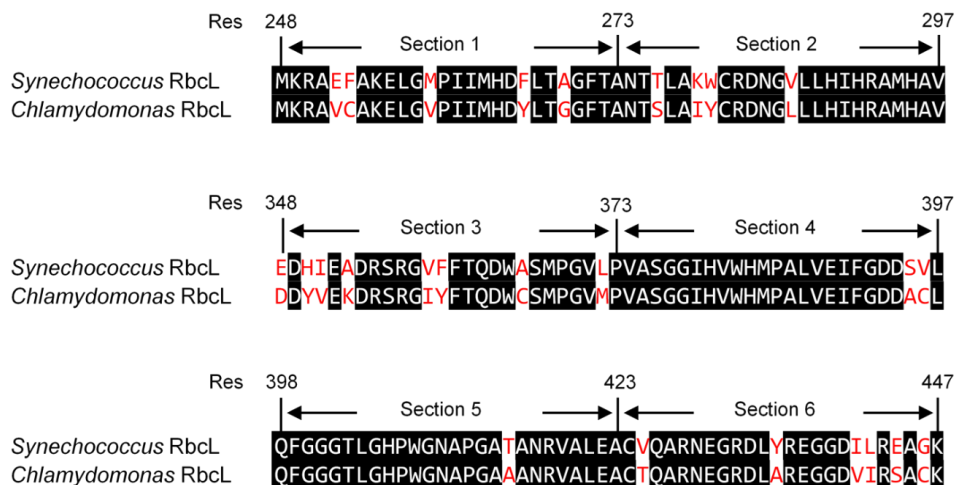 Res 248 273 297
Section 1 Section 2
Synechococcus RbcL MKRAEFAKELGMPIIMHDFLTAGFTANTTLAKWCRDNGVLLHIHRAMHAV
Chlamydomonas RbcL MKRAVCAKELGVPIIMHDYLTGGFTANTSLAIYCRDNGLLLHIHRAMHAV
Res 348 373 397
Section 3 Section 4
Synechococcus RbcL EDHIEADRSRGVFFTQDWASMPGVLPVASGGIHVWHMPALVEIFGDDSVL
Chlamydomonas RbcL DDYVEKDRSRGIYFTQDWCSMPGVMPVASGGIHVWHMPALVEIFGDDACL
Res 398 423 447
Section 5 Section 6
Synechococcus RbcL QFGGGTLGHPWGNAPGATANRVALEACVQARNEGRDLYREGGDILREAGK
Chlamydomonas RbcL QFGGGTLGHPWGNAPGAAANRVALEACTQARNEGRDLAREGGDVIRSACK